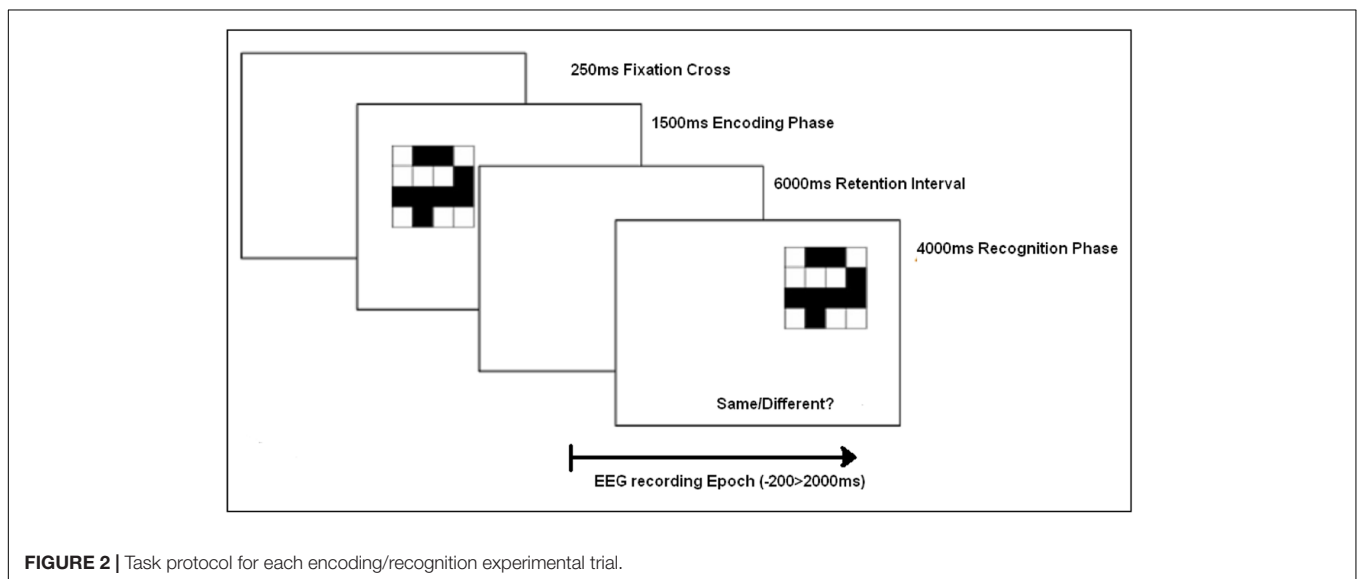 250ms Fixation Cross
1500ms Encoding Phase
6000ms Retention Interval
4000ms Recognition Phase
Same/Different?
EEG recording Epoch (-200>2000ms)
FIGURE 2 | Task protocol for each encoding/recognition experimental trial.